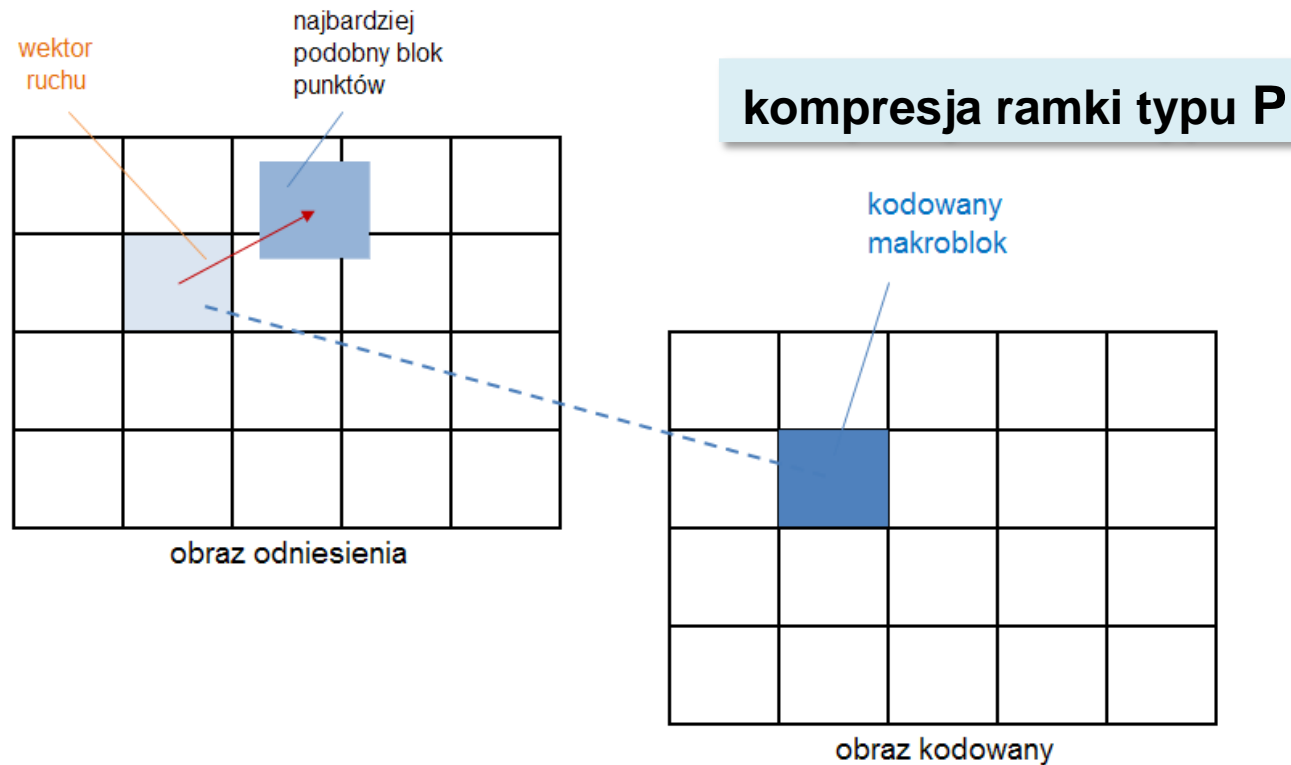 wektor
ruchu
najbardziej
podobny blok
punktów
kompresja ramki typu P
kodowany
makroblok
obraz odniesienia
obraz kodowany